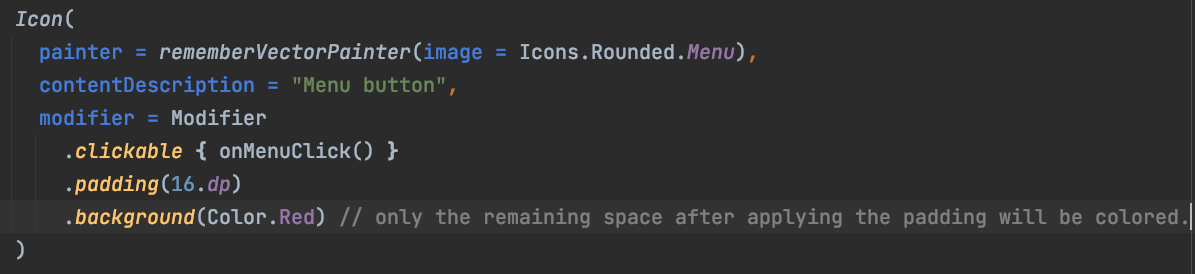 Icon(
painter = rememberVectorPainter(image = Icons.Rounded.Menu),
contentDescription = "Menu button",
modifier = Modifier
.clickable { onMenuClick() }
.padding(16.dp)
.background(Color.Red) // only the remaining space after applying the padding will be colored.
)